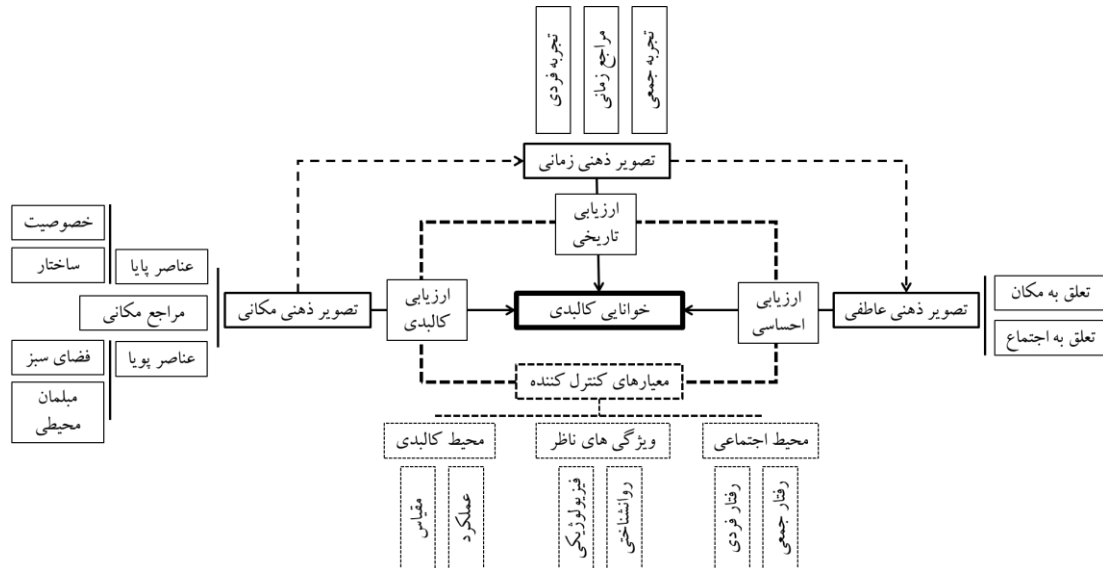 تجربه جمعی
مراجع زمانی
تجربه فردی
تصویر ذهنی زمانی
ارزیابی
تاریخی
تعلق به مکان
تعلق به اجتماع
تصویر ذهنی عاطفی
ارزیابی
احساسی
خوانایی کالبدی
ارزیابی
کالبدی
تصویر ذهنی مکانی
عناصر پایا
خصوصیت
ساختار
مراجع مکانی
عناصر پویا
فضای سبز
مبلمان
محیطی
معیارهای کنترل کننده
محیط اجتماعی
ویژگی های ناظر
محیط کالبدی
رفتار جمعی
رفتار فردی
روانشناختی
فیزیولوژیکی
عملکرد
مقیاس